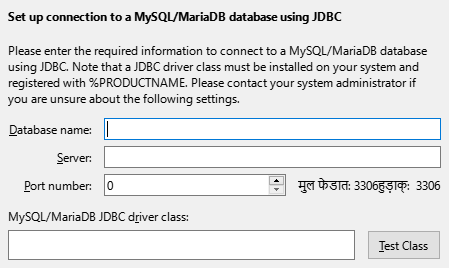 Set up connection to a MySQL/MariaDB database using JDBC
Please enter the required information to connect to a MySQL/MariaDB database
using JDBC. Note that a JDBC driver class must be installed on your system and
registered with %PRODUCTNAME. Please contact your system administrator if
you are unsure about the following settings.
Database name:
Server:
Port number: 0 मुल फेडात: 3306हुड़ाक्: 3306
MySQL/MariaDB JDBC driver class:
Test Class